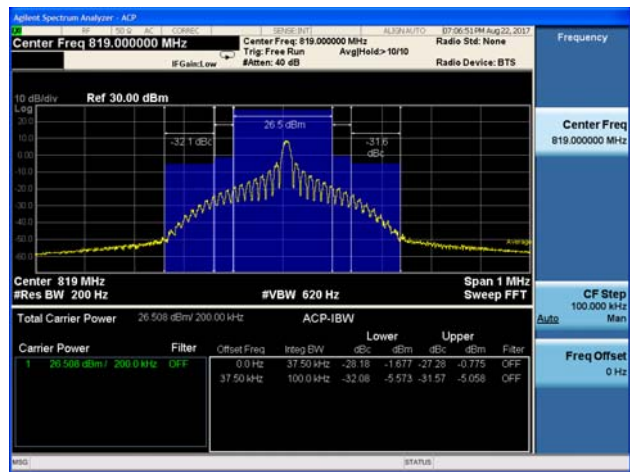 Agilent Spectrum Analyzer - ACP
RF 50 Ω AC CORREC SENSE:INT ALIGN AUTO 07:06:51 PM Aug 22, 2017
Center Freq 819.000000 MHz
Center Freq: 819.000000 MHz
Radio Std: None
Trig: Free Run
Avg|Hold:>10/10
IFGain:Low
#Atten: 40 dB
Radio Device: BTS
10 dB/div Ref 30.00 dBm
Log
20.0
10.0
0.00
-10.0
-20.0
-30.0
-40.0
-50.0
-60.0
-32.1 dBc
26.5 dBm
-31.6 dBc
Average
Center 819 MHz
Span 1 MHz
#Res BW 200 Hz
#VBW 620 Hz
Sweep FFT
Total Carrier Power 26.508 dBm/ 200.00 kHz
ACP-IBW
Lower Upper
Carrier Power Filter
Offset Freq Integ BW dBc dBm dBc dBm Filter
1 26.508 dBm / 200.0 kHz OFF
0.0 Hz 37.50 kHz -28.18 -1.677 -27.28 -0.775 OFF
37.50 kHz 100.0 kHz -32.08 -5.573 -31.57 -5.058 OFF
MSG
STATUS
Frequency
Center Freq
819.000000 MHz
CF Step
100.000 kHz
Auto Man
Freq Offset
0 Hz